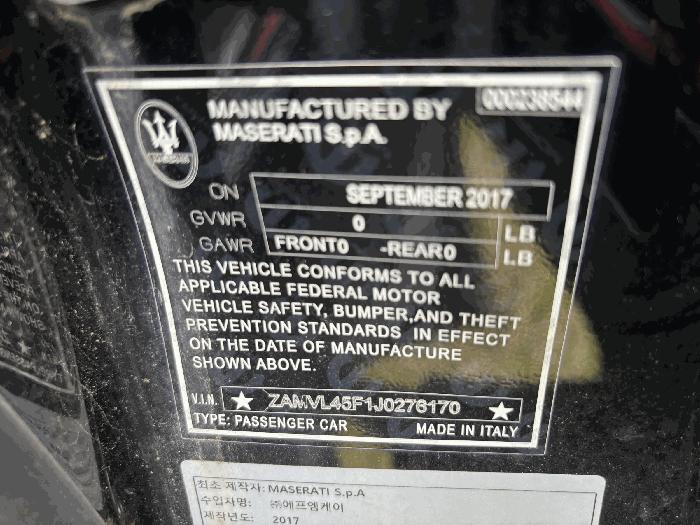 000238544
MANUFACTURED BY
MASERATI S.p.A.
ON SEPTEMBER 2017
GVWR 0 LB
GAWR FRONT0 -REAR0 LB
THIS VEHICLE CONFORMS TO ALL
APPLICABLE FEDERAL MOTOR
VEHICLE SAFETY, BUMPER,AND THEFT
PREVENTION STANDARDS IN EFFECT
ON THE DATE OF MANUFACTURE
SHOWN ABOVE.
V.I.N. ★ ZAMVL45F1J0276170 ★
TYPE: PASSENGER CAR MADE IN ITALY
최초 제작자: MASERATI S.p.A
수입자명: ㈜에프엠케이
제작년도: 2017